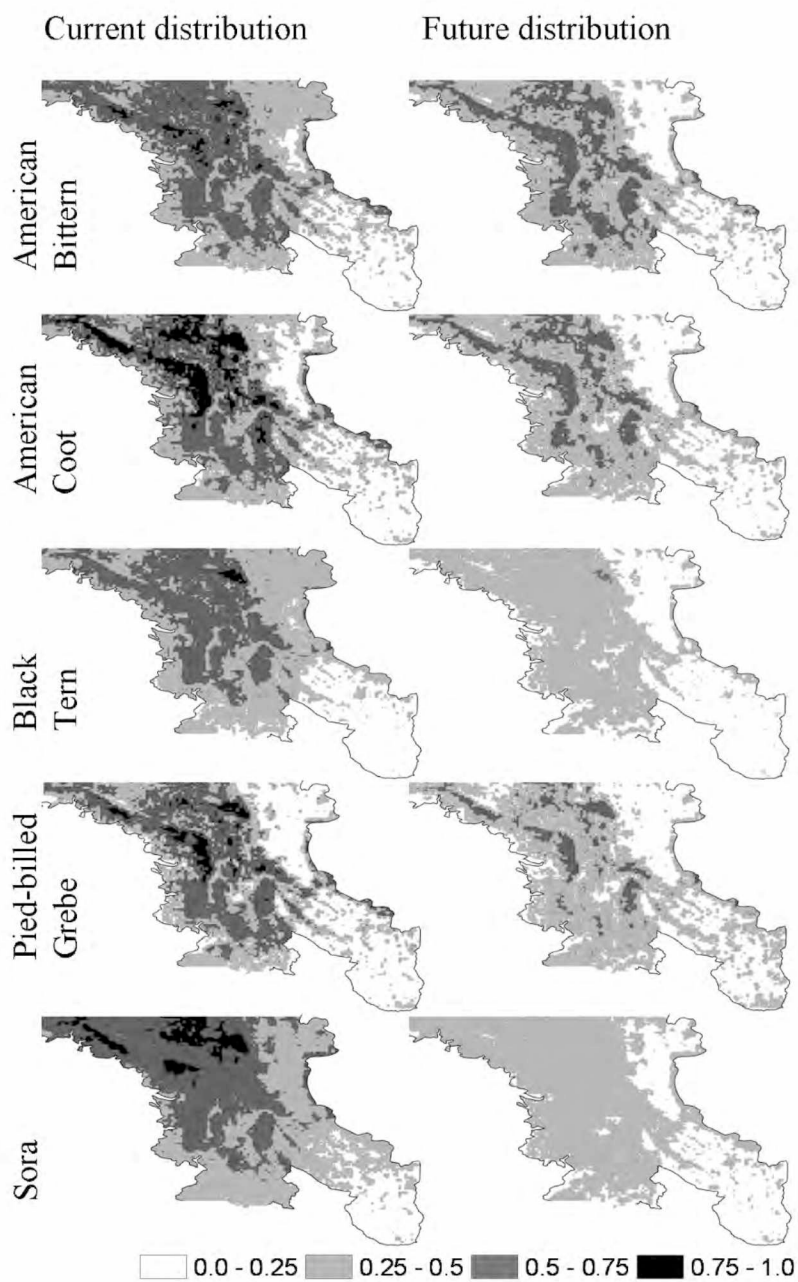 Current distribution
Future distribution
American
Bittern
American
Coot
Black
Tern
Pied-billed
Grebe
Sora
0.0 - 0.25
0.25 - 0.5
0.5 - 0.75
0.75 - 1.0